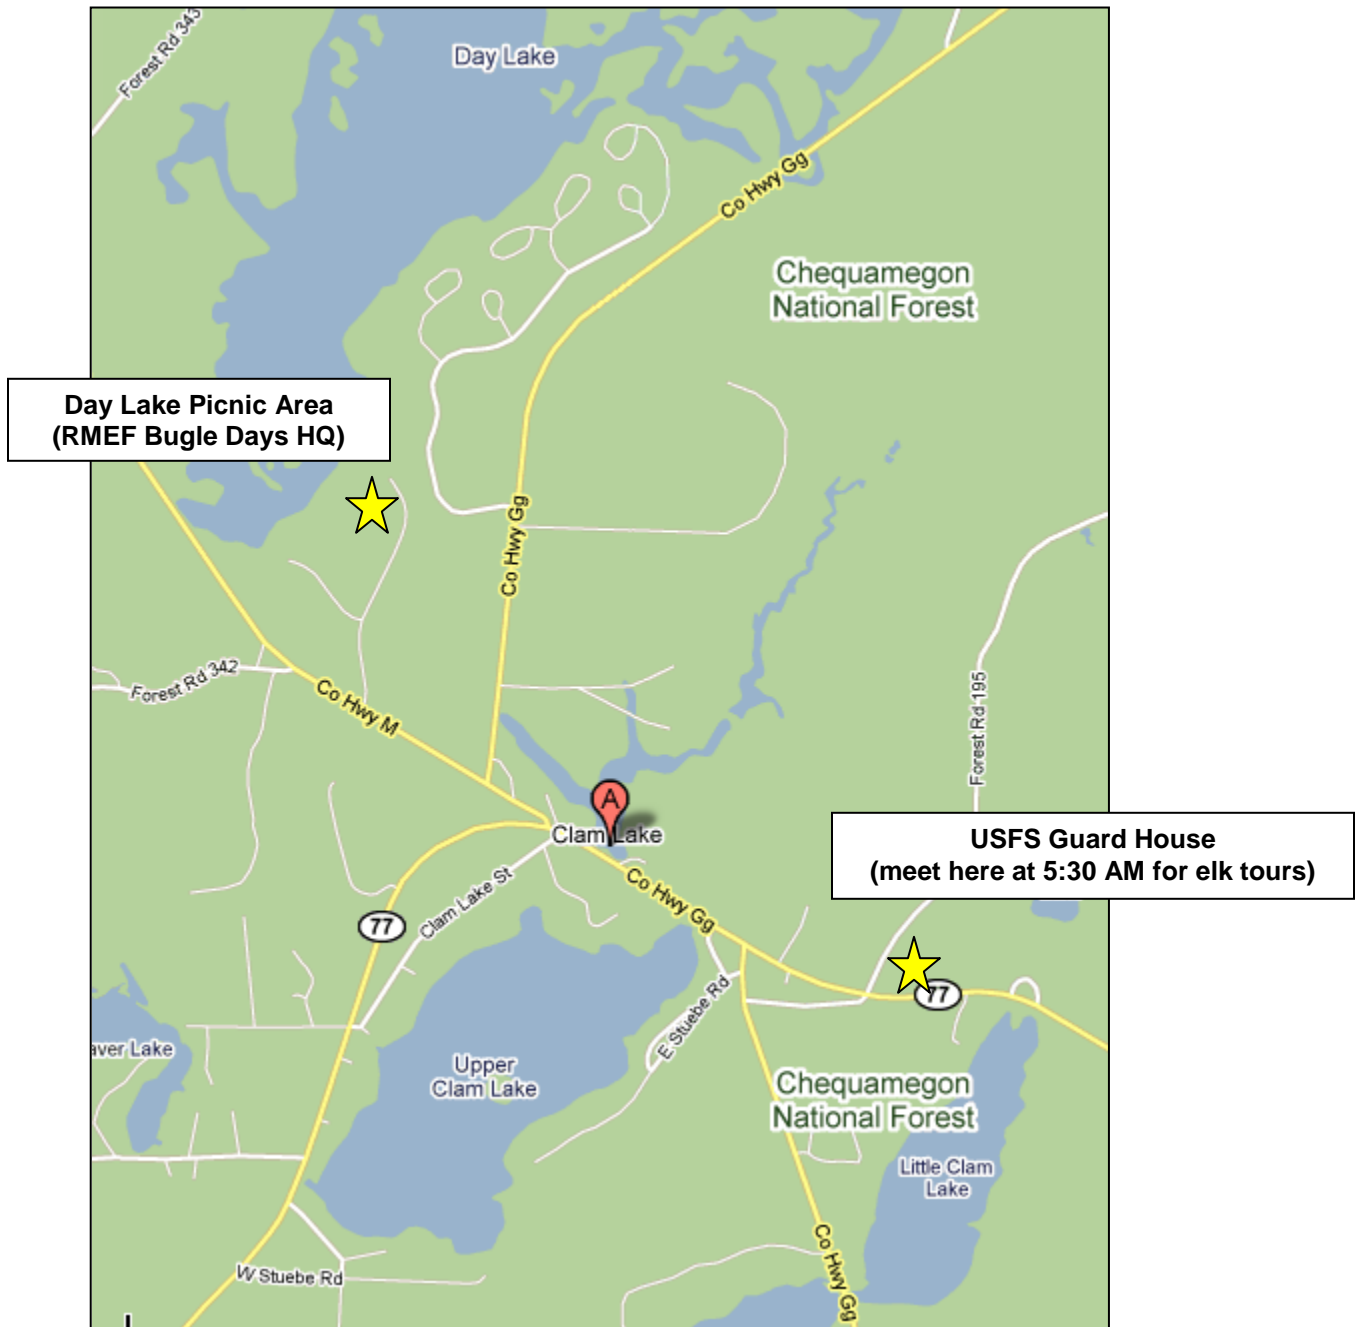 Forest Rd 343
Day Lake
Co Hwy Gg
Chequamegon
National Forest
Day Lake Picnic Area
(RMEF Bugle Days HQ)
Co Hwy Gg
Forest Rd 342
Co Hwy M
Forest Rd 195
A
Clam Lake
USFS Guard House
(meet here at 5:30 AM for elk tours)
Co Hwy Gg
Clam Lake St
77
77
E Stuebe Rd
aver Lake
Upper
Clam Lake
Chequamegon
National Forest
Little Clam
Lake
Co Hwy Gg
W Stuebe Rd